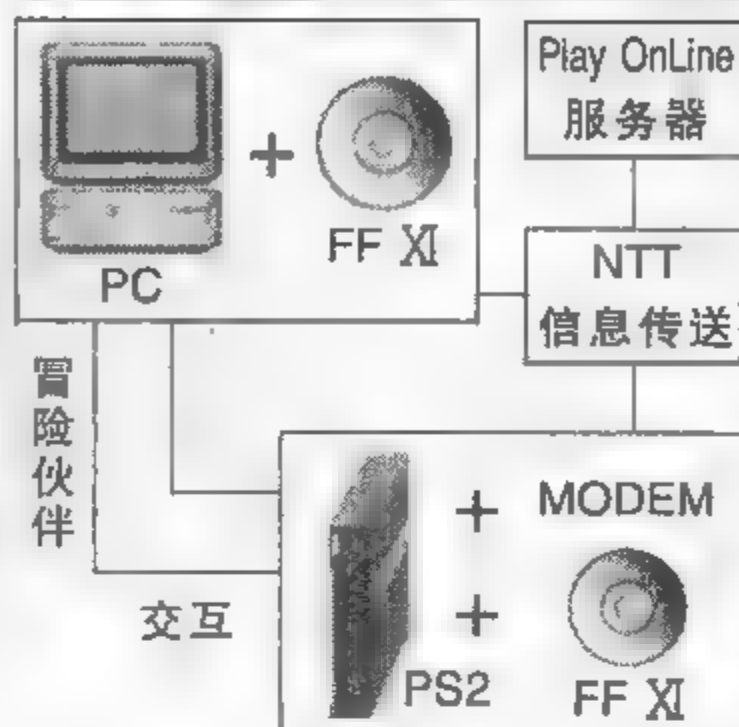 Play OnLine
服务器
FF XI
PC
NTT
信息传送
冒险伙伴
MODEM
交互
PS2
FF XI